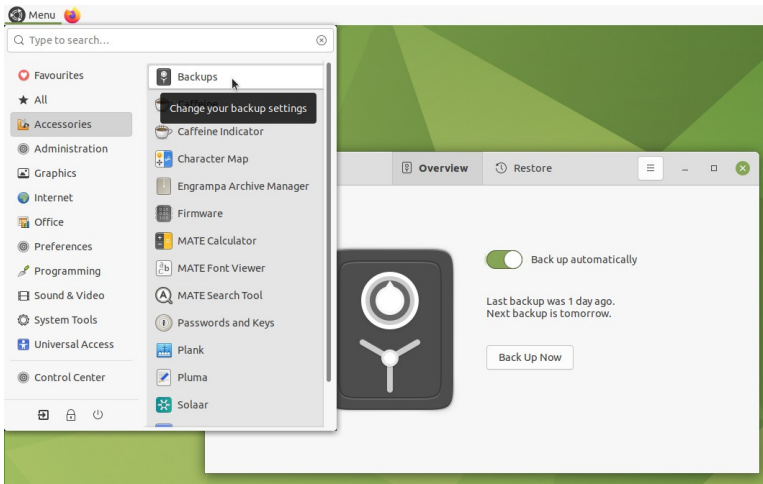 Menu
Type to search...
Favourites
All
Accessories
Administration
Graphics
Internet
Office
Preferences
Programming
Sound & Video
System Tools
Universal Access
Control Center
Backups
Change your backup settings
Caffeine Indicator
Character Map
Engrampa Archive Manager
Firmware
MATE Calculator
MATE Font Viewer
MATE Search Tool
Passwords and Keys
Plank
Pluma
Solaar
Overview
Restore
Back up automatically
Last backup was 1 day ago.
Next backup is tomorrow.
Back Up Now